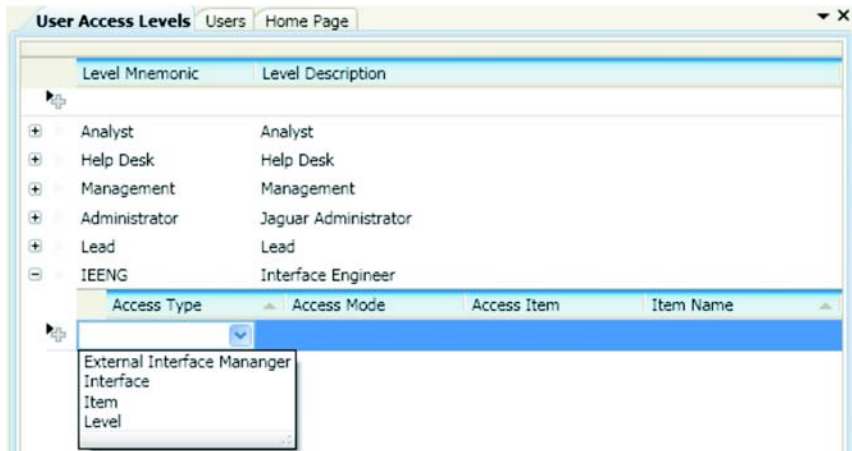 User Access Levels Users Home Page
Level Mnemonic Level Description
Analyst Analyst
Help Desk Help Desk
Management Management
Administrator Jaguar Administrator
Lead Lead
IEENG Interface Engineer
Access Type Access Mode Access Item Item Name
External Interface Mananger
Interface
Item
Level